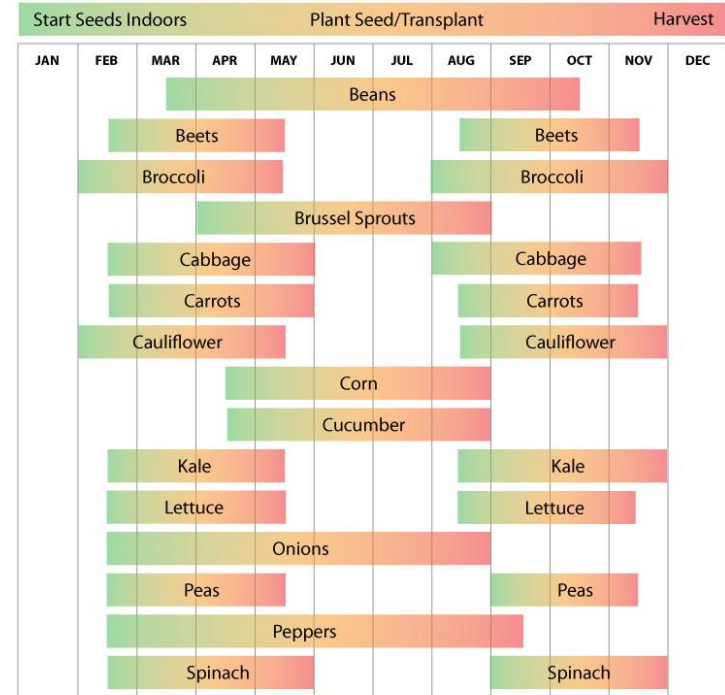 Start Seeds Indoors Plant Seed/Transplant Harvest
JAN FEB MAR APR MAY JUN JUL AUG SEP OCT NOV DEC
Beans
Beets Beets
Broccoli Broccoli
Brussel Sprouts
Cabbage Cabbage
Carrots Carrots
Cauliflower Cauliflower
Corn
Cucumber
Kale Kale
Lettuce Lettuce
Onions
Peas Peas
Peppers
Spinach Spinach